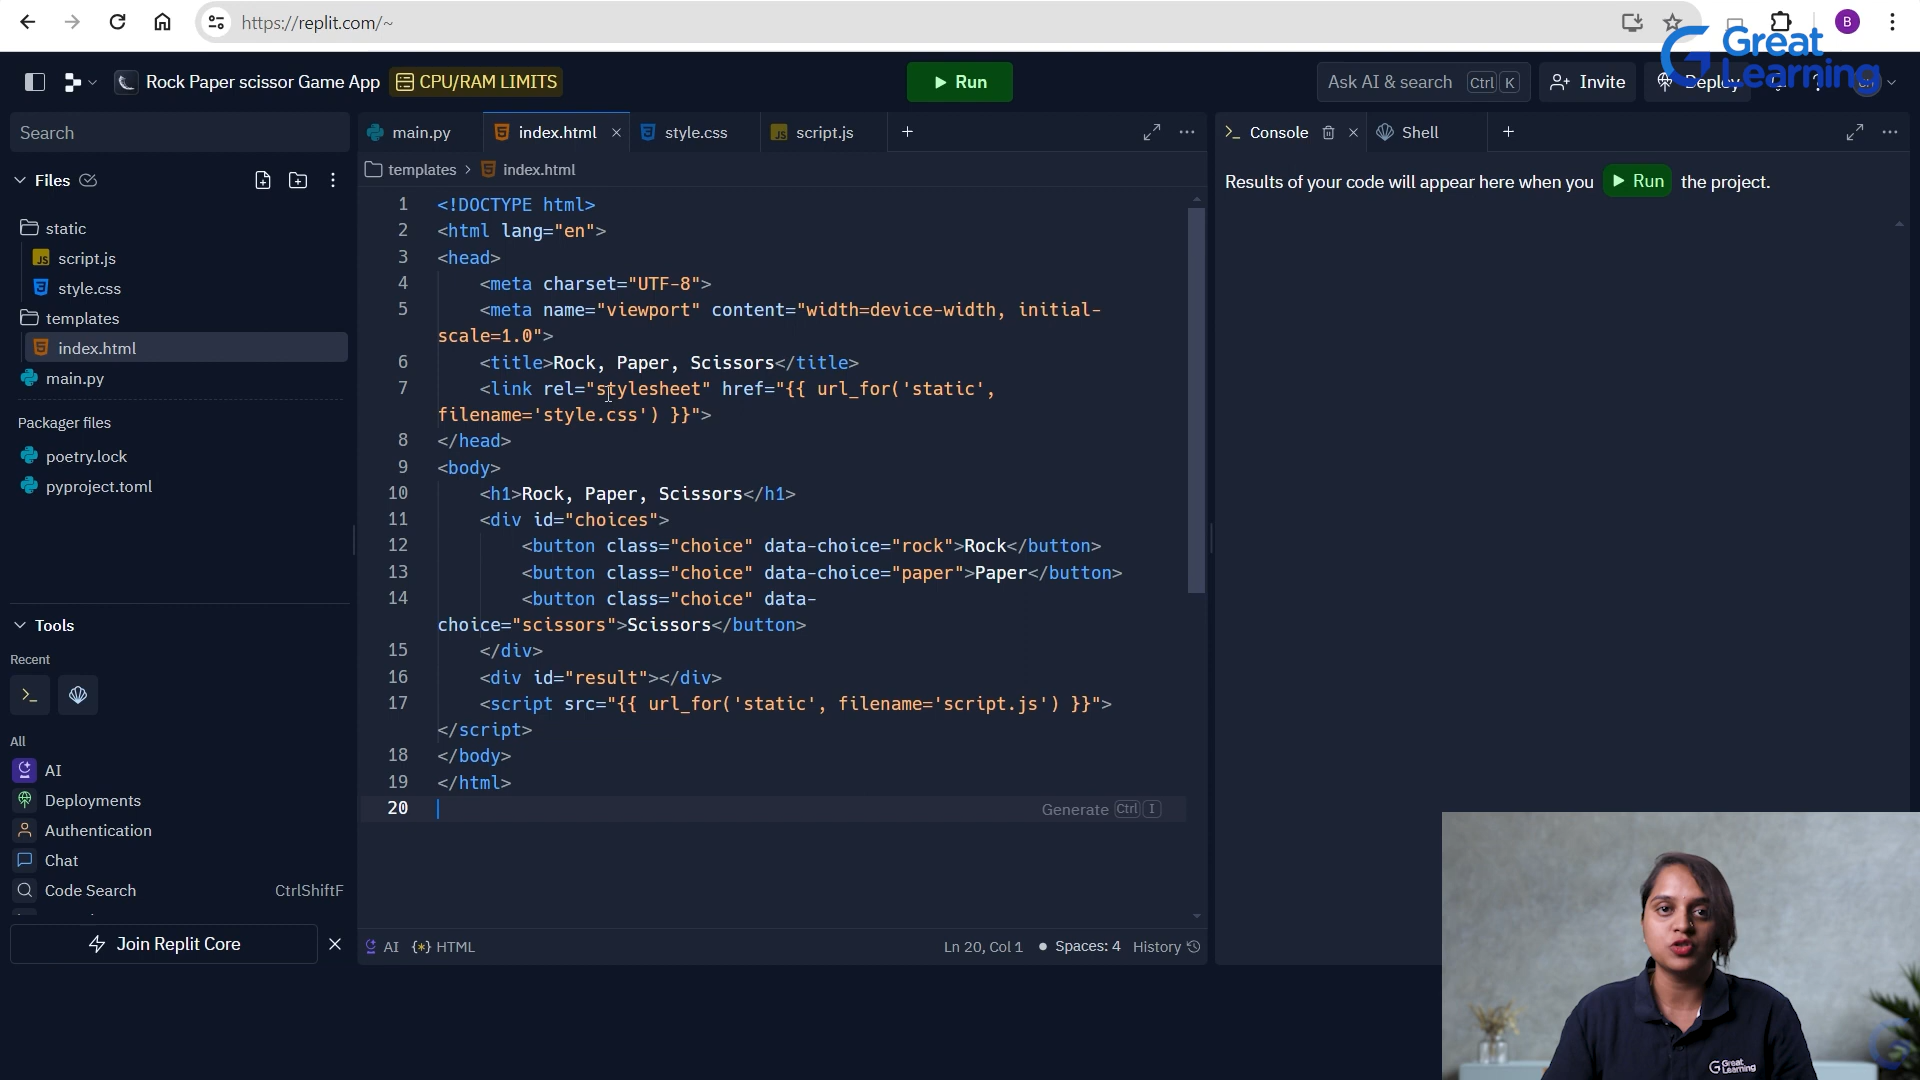 https://replit.com/~
B
Great Learning
Rock Paper scissor Game App
CPU/RAM LIMITS
Run
Ask AI & search Ctrl K
Invite
Deploy
Search
main.py
index.html
style.css
script.js
Console
Shell
templates > index.html
Results of your code will appear here when you Run the project.
Files
static
script.js
style.css
templates
index.html
main.py
Packager files
poetry.lock
pyproject.toml
1 <!DOCTYPE html>
2 <html lang="en">
3 <head>
4 <meta charset="UTF-8">
5 <meta name="viewport" content="width=device-width, initial-
scale=1.0">
6 <title>Rock, Paper, Scissors</title>
7 <link rel="stylesheet" href="{{ url_for('static',
filename='style.css') }}">
8 </head>
9 <body>
10 <h1>Rock, Paper, Scissors</h1>
11 <div id="choices">
12 <button class="choice" data-choice="rock">Rock</button>
13 <button class="choice" data-choice="paper">Paper</button>
14 <button class="choice" data-
choice="scissors">Scissors</button>
15 </div>
16 <div id="result"></div>
17 <script src="{{ url_for('static', filename='script.js') }}">
</script>
18 </body>
19 </html>
20
Generate Ctrl I
Tools
Recent
All
AI
Deployments
Authentication
Chat
Code Search CtrlShiftF
Join Replit Core
AI
{*} HTML
Ln 20, Col 1
Spaces: 4
History
Great
Learning